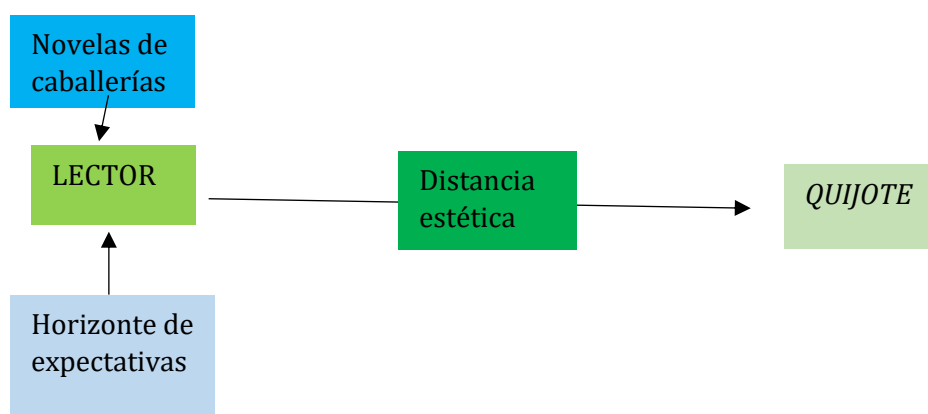 Novelas de
caballerías
LECTOR
Distancia
estética
QUIJOTE
Horizonte de
expectativas